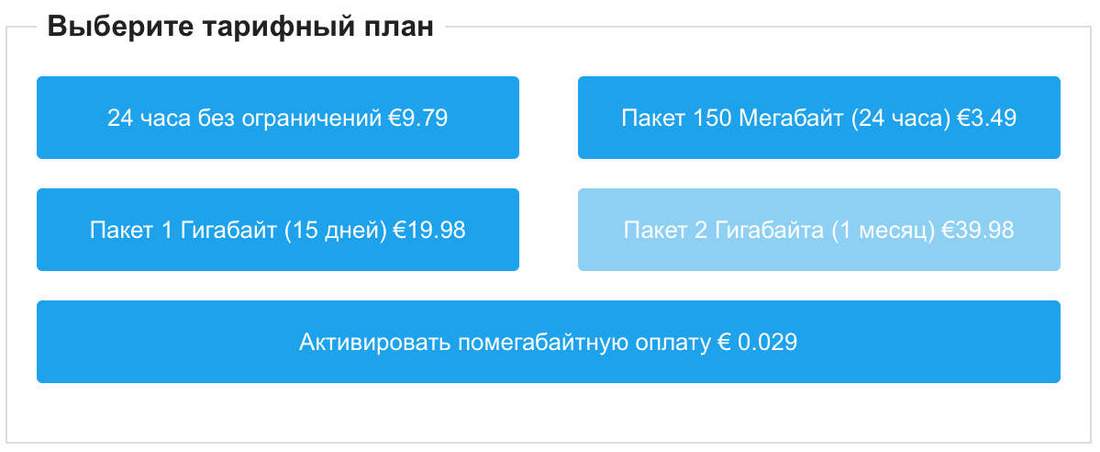 Выберите тарифный план
24 часа без ограничений €9.79
Пакет 150 Мегабайт (24 часа) €3.49
Пакет 1 Гигабайт (15 дней) €19.98
Пакет 2 Гигабайта (1 месяц) €39.98
Активировать помегабайтную оплату € 0.029